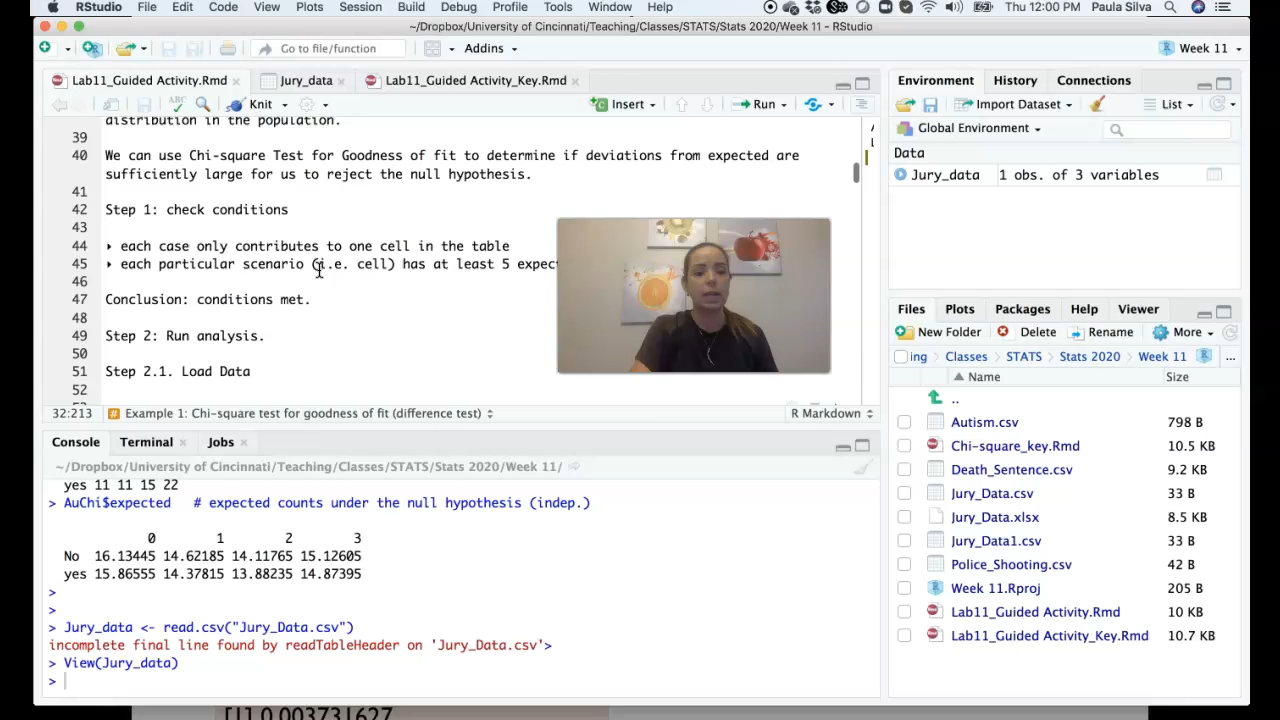 RStudio File Edit Code View Plots Session Build Debug Profile Tools Window Help Thu 12:00 PM Paula Silva
~/Dropbox/University of Cincinnati/Teaching/Classes/STATS/Stats 2020/Week 11 - RStudio
Go to file/function Addins Week 11
Lab11_Guided Activity.Rmd Jury_data Lab11_Guided Activity_Key.Rmd
ABC Knit Insert Run
distribution in the population.
39
40 We can use Chi-square Test for Goodness of fit to determine if deviations from expected are
sufficiently large for us to reject the null hypothesis.
41
42 Step 1: check conditions
43
44 ‣ each case only contributes to one cell in the table
45 ‣ each particular scenario (i.e. cell) has at least 5 expec
46
47 Conclusion: conditions met.
48
49 Step 2: Run analysis.
50
51 Step 2.1. Load Data
52
32:213 # Example 1: Chi-square test for goodness of fit (difference test) R Markdown
Console Terminal Jobs
~/Dropbox/University of Cincinnati/Teaching/Classes/STATS/Stats 2020/Week 11/
yes 11 11 15 22
> AuChi$expected # expected counts under the null hypothesis (indep.)
0 1 2 3
No 16.13445 14.62185 14.11765 15.12605
yes 15.86555 14.37815 13.88235 14.87395
>
>
> Jury_data <- read.csv("Jury_Data.csv")
incomplete final line found by readTableHeader on 'Jury_Data.csv'>
> View(Jury_data)
>
Environment History Connections
Import Dataset List
Global Environment
Data
Jury_data 1 obs. of 3 variables
Files Plots Packages Help Viewer
New Folder Delete Rename More
ing Classes STATS Stats 2020 Week 11 ...
Name Size
..
Autism.csv 798 B
Chi-square_key.Rmd 10.5 KB
Death_Sentence.csv 9.2 KB
Jury_Data.csv 33 B
Jury_Data.xlsx 8.5 KB
Jury_Data1.csv 33 B
Police_Shooting.csv 42 B
Week 11.Rproj 205 B
Lab11_Guided Activity.Rmd 10 KB
Lab11_Guided Activity_Key.Rmd 10.7 KB
[1] 0.003731627